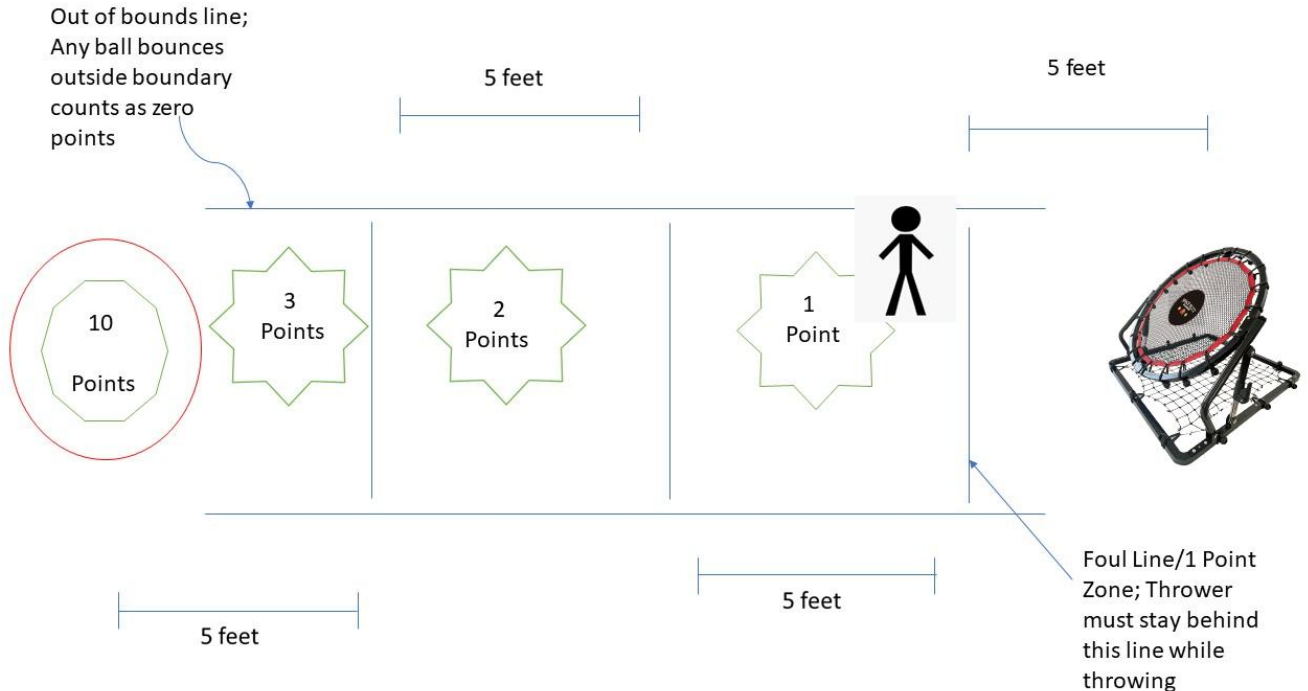 Out of bounds line;
Any ball bounces
outside boundary
counts as zero
points
5 feet
5 feet
10
Points
3
Points
2
Points
1
Point
5 feet
5 feet
Foul Line/1 Point
Zone; Thrower
must stay behind
this line while
throwing